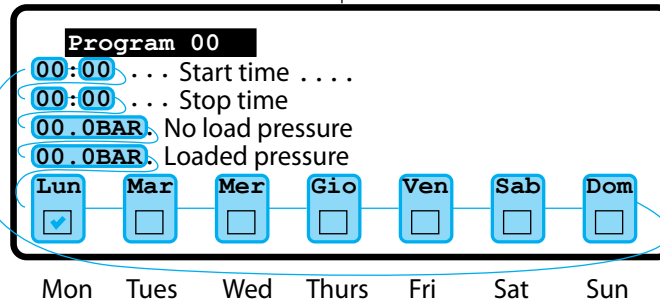 Program 00
00:00 . . . Start time . . . .
00:00 . . . Stop time
00.0BAR. No load pressure
00.0BAR. Loaded pressure
Lun Mar Mer Gio Ven Sab Dom
Mon Tues Wed Thurs Fri Sat Sun